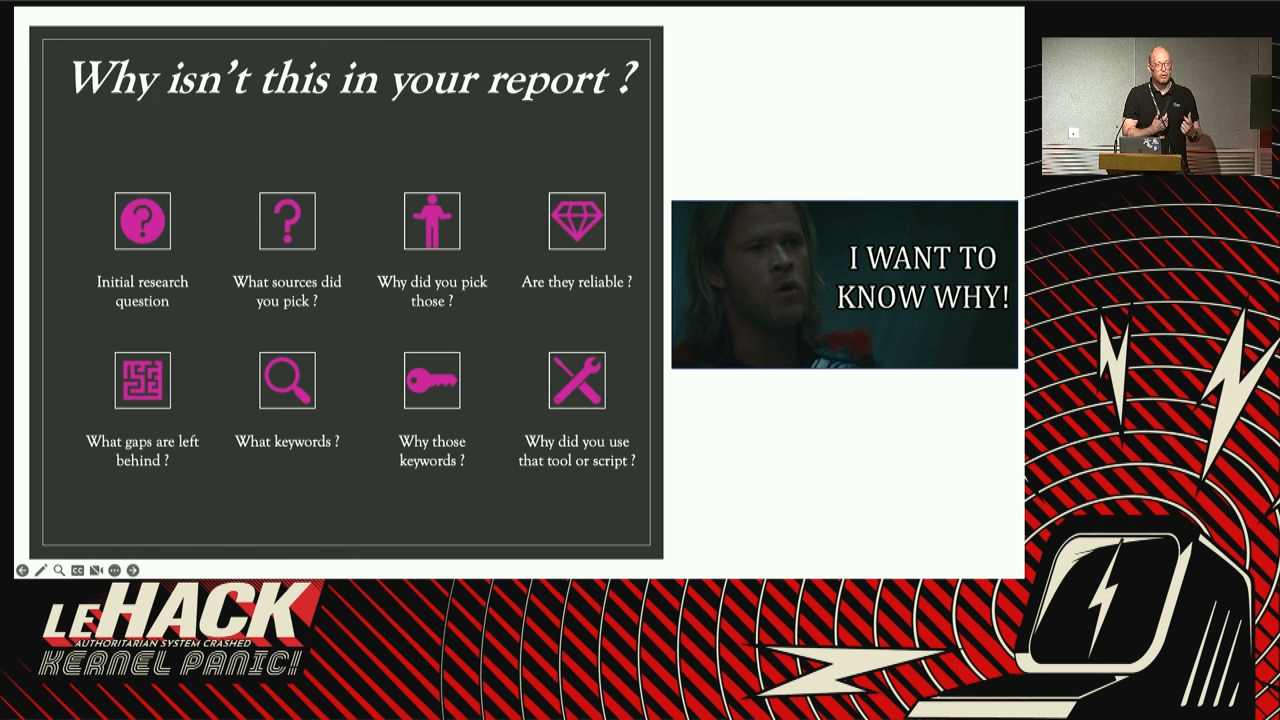 Why isn't this in your report ?
Initial research
question
What sources did
you pick ?
Why did you pick
those ?
Are they reliable ?
What gaps are left
behind ?
What keywords ?
Why those
keywords ?
Why did you use
that tool or script ?
I WANT TO
KNOW WHY!
CC
LEHACK
AUTHORITARIAN SYSTEM CRASHED
KERNEL PANIC!